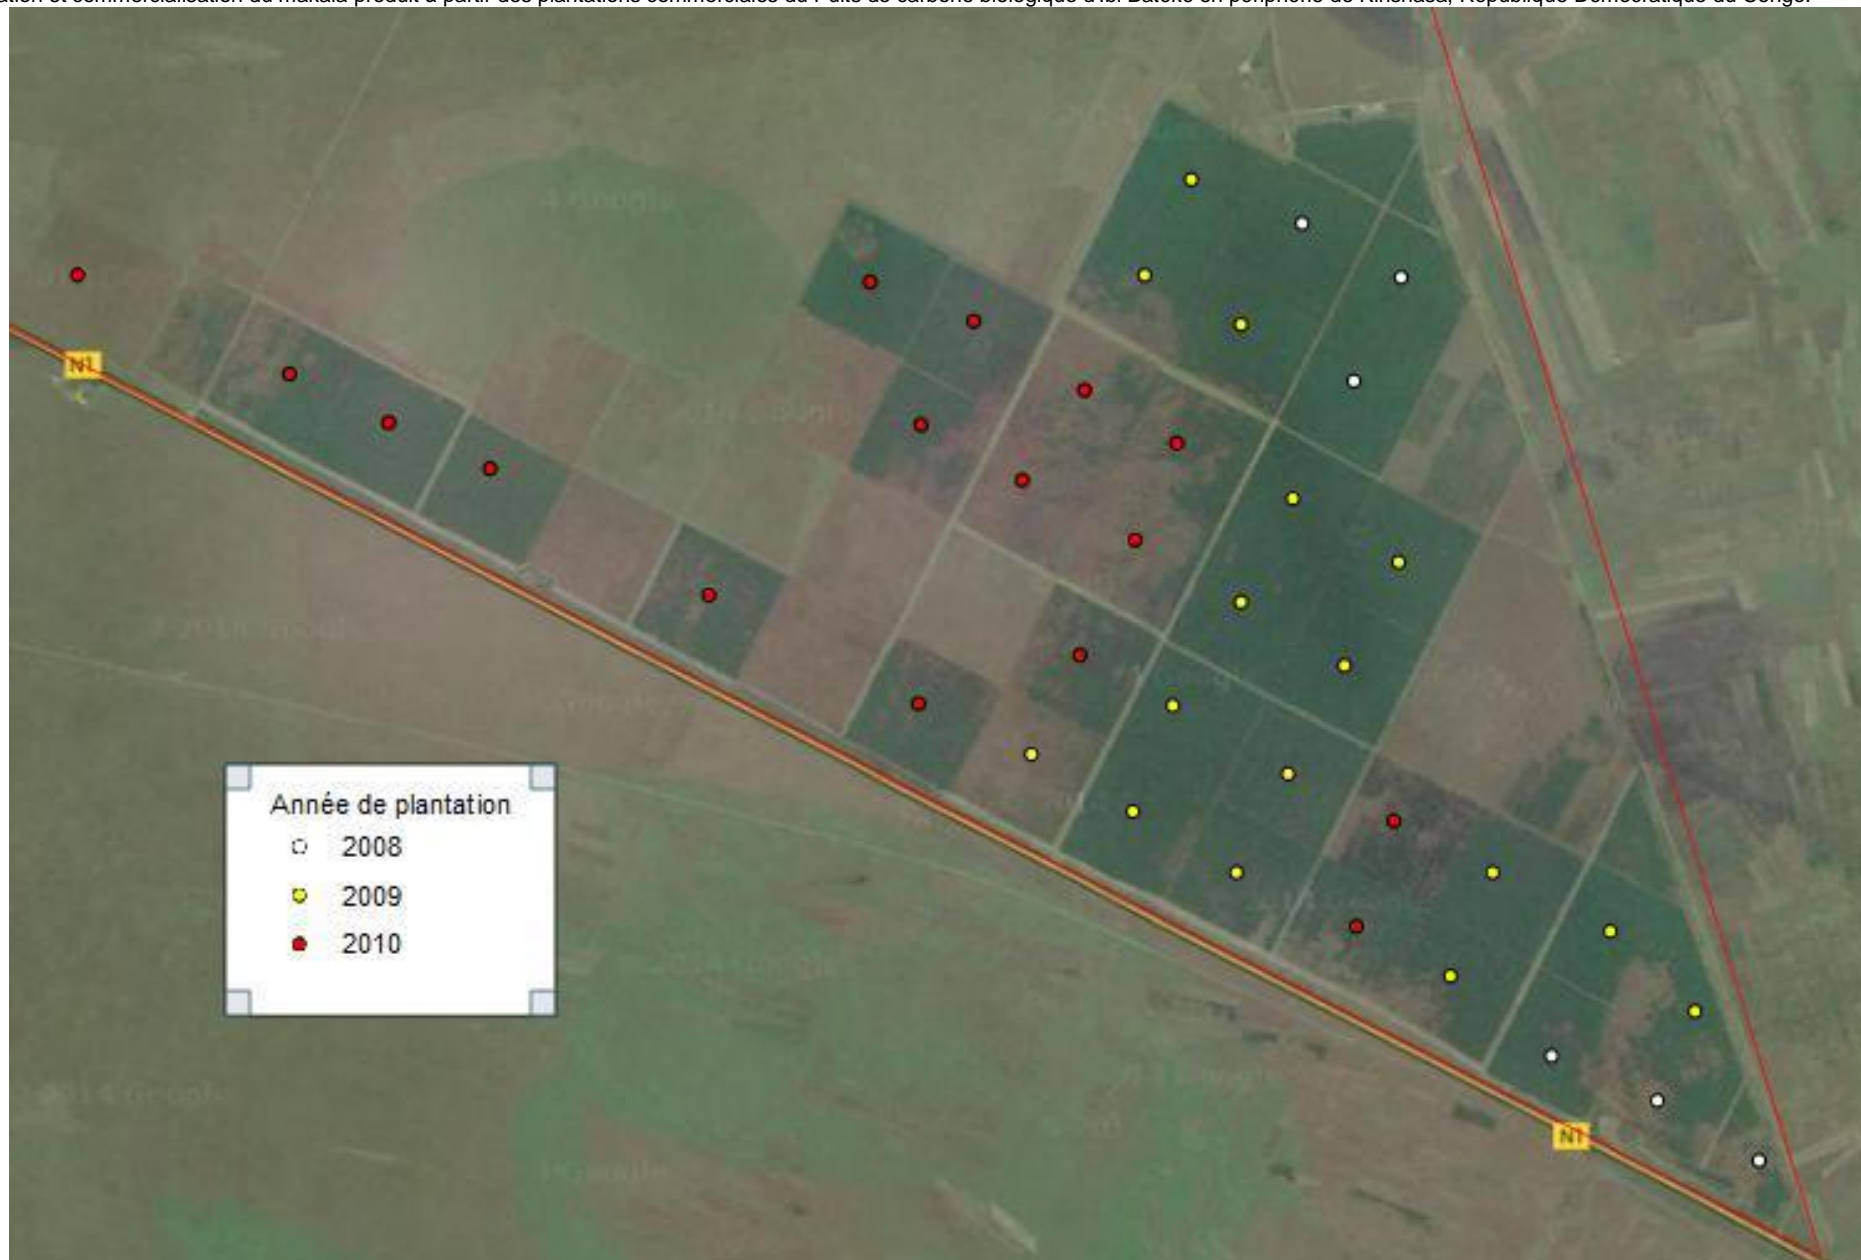 ation et commercialisation du makala produit à partir des plantations commerciales du Puits de carbone biologique d'Ibi Batéké en périphérie de Kinshasa, République Démocratique du Congo.
N1
Année de plantation
2008
2009
2010
N1